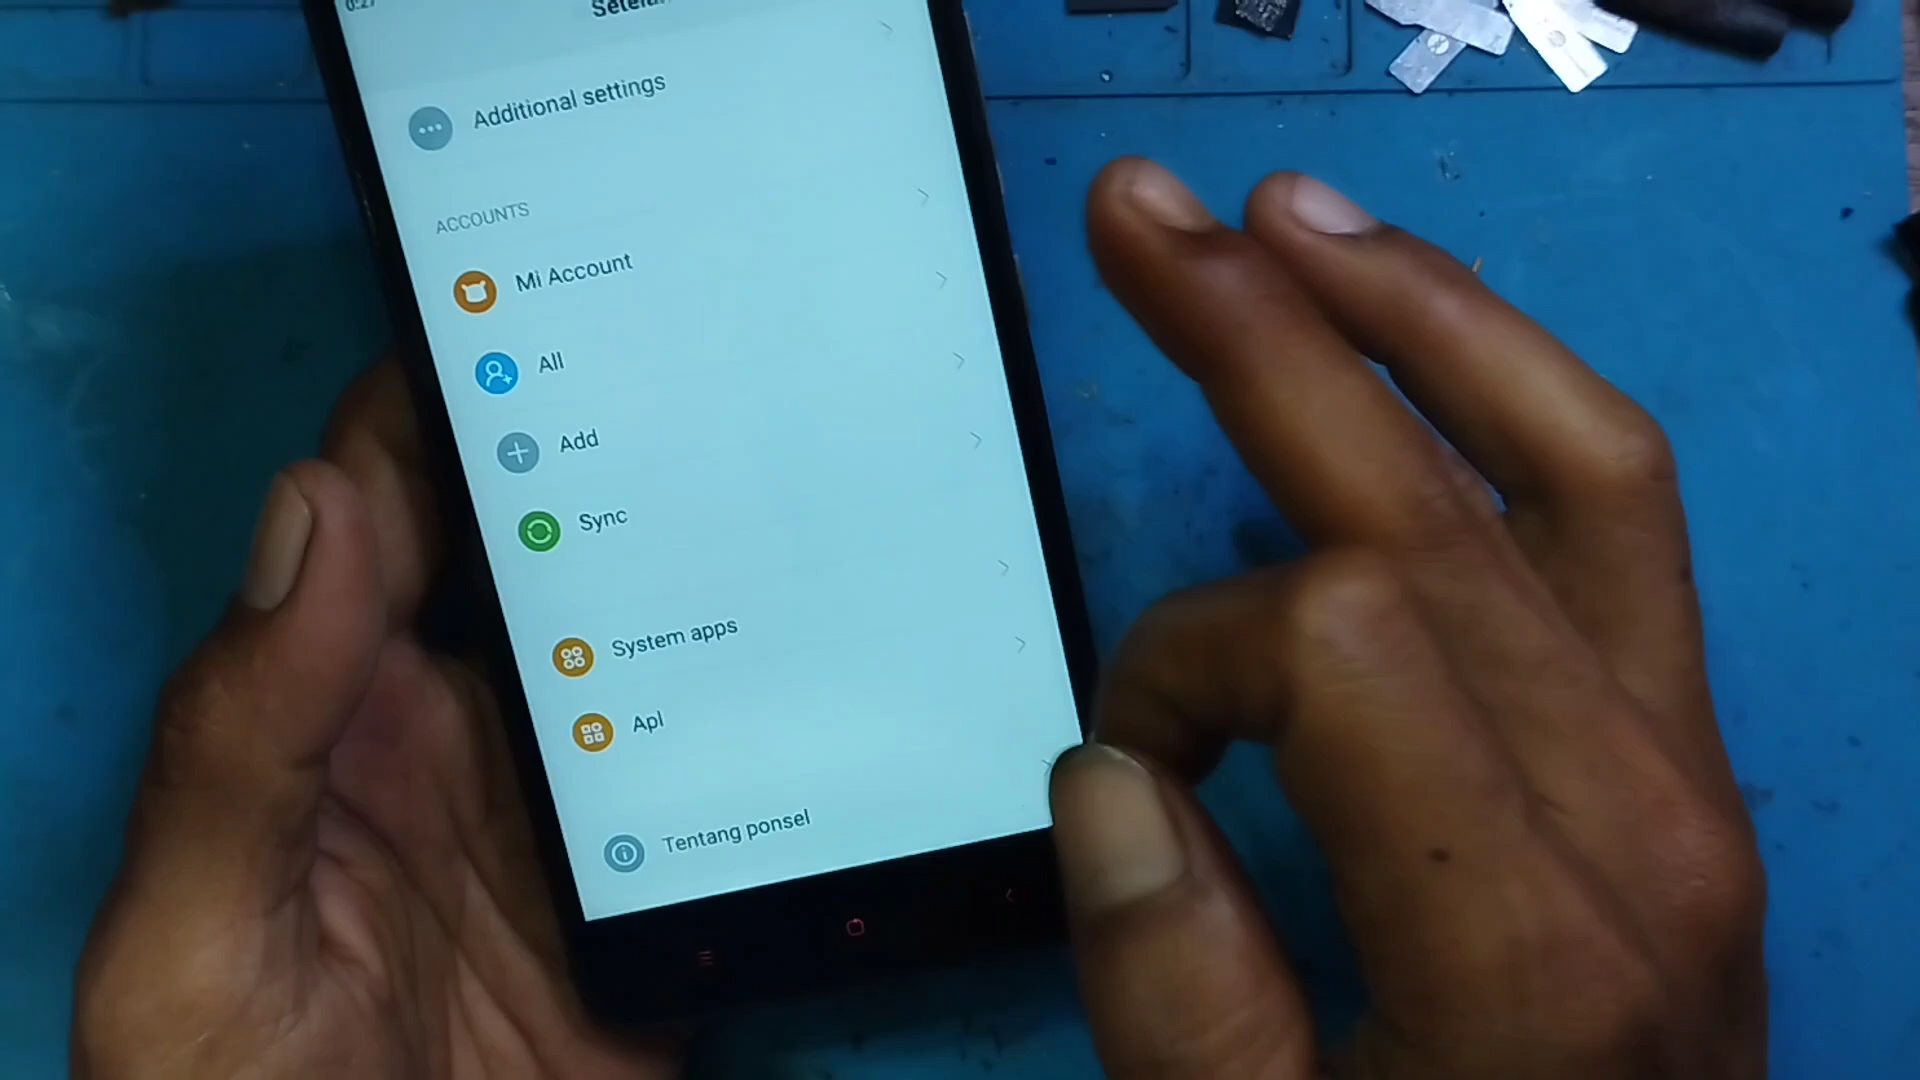 Additional settings
ACCOUNTS
Mi Account
All
Add
Sync
System apps
Apl
Tentang ponsel